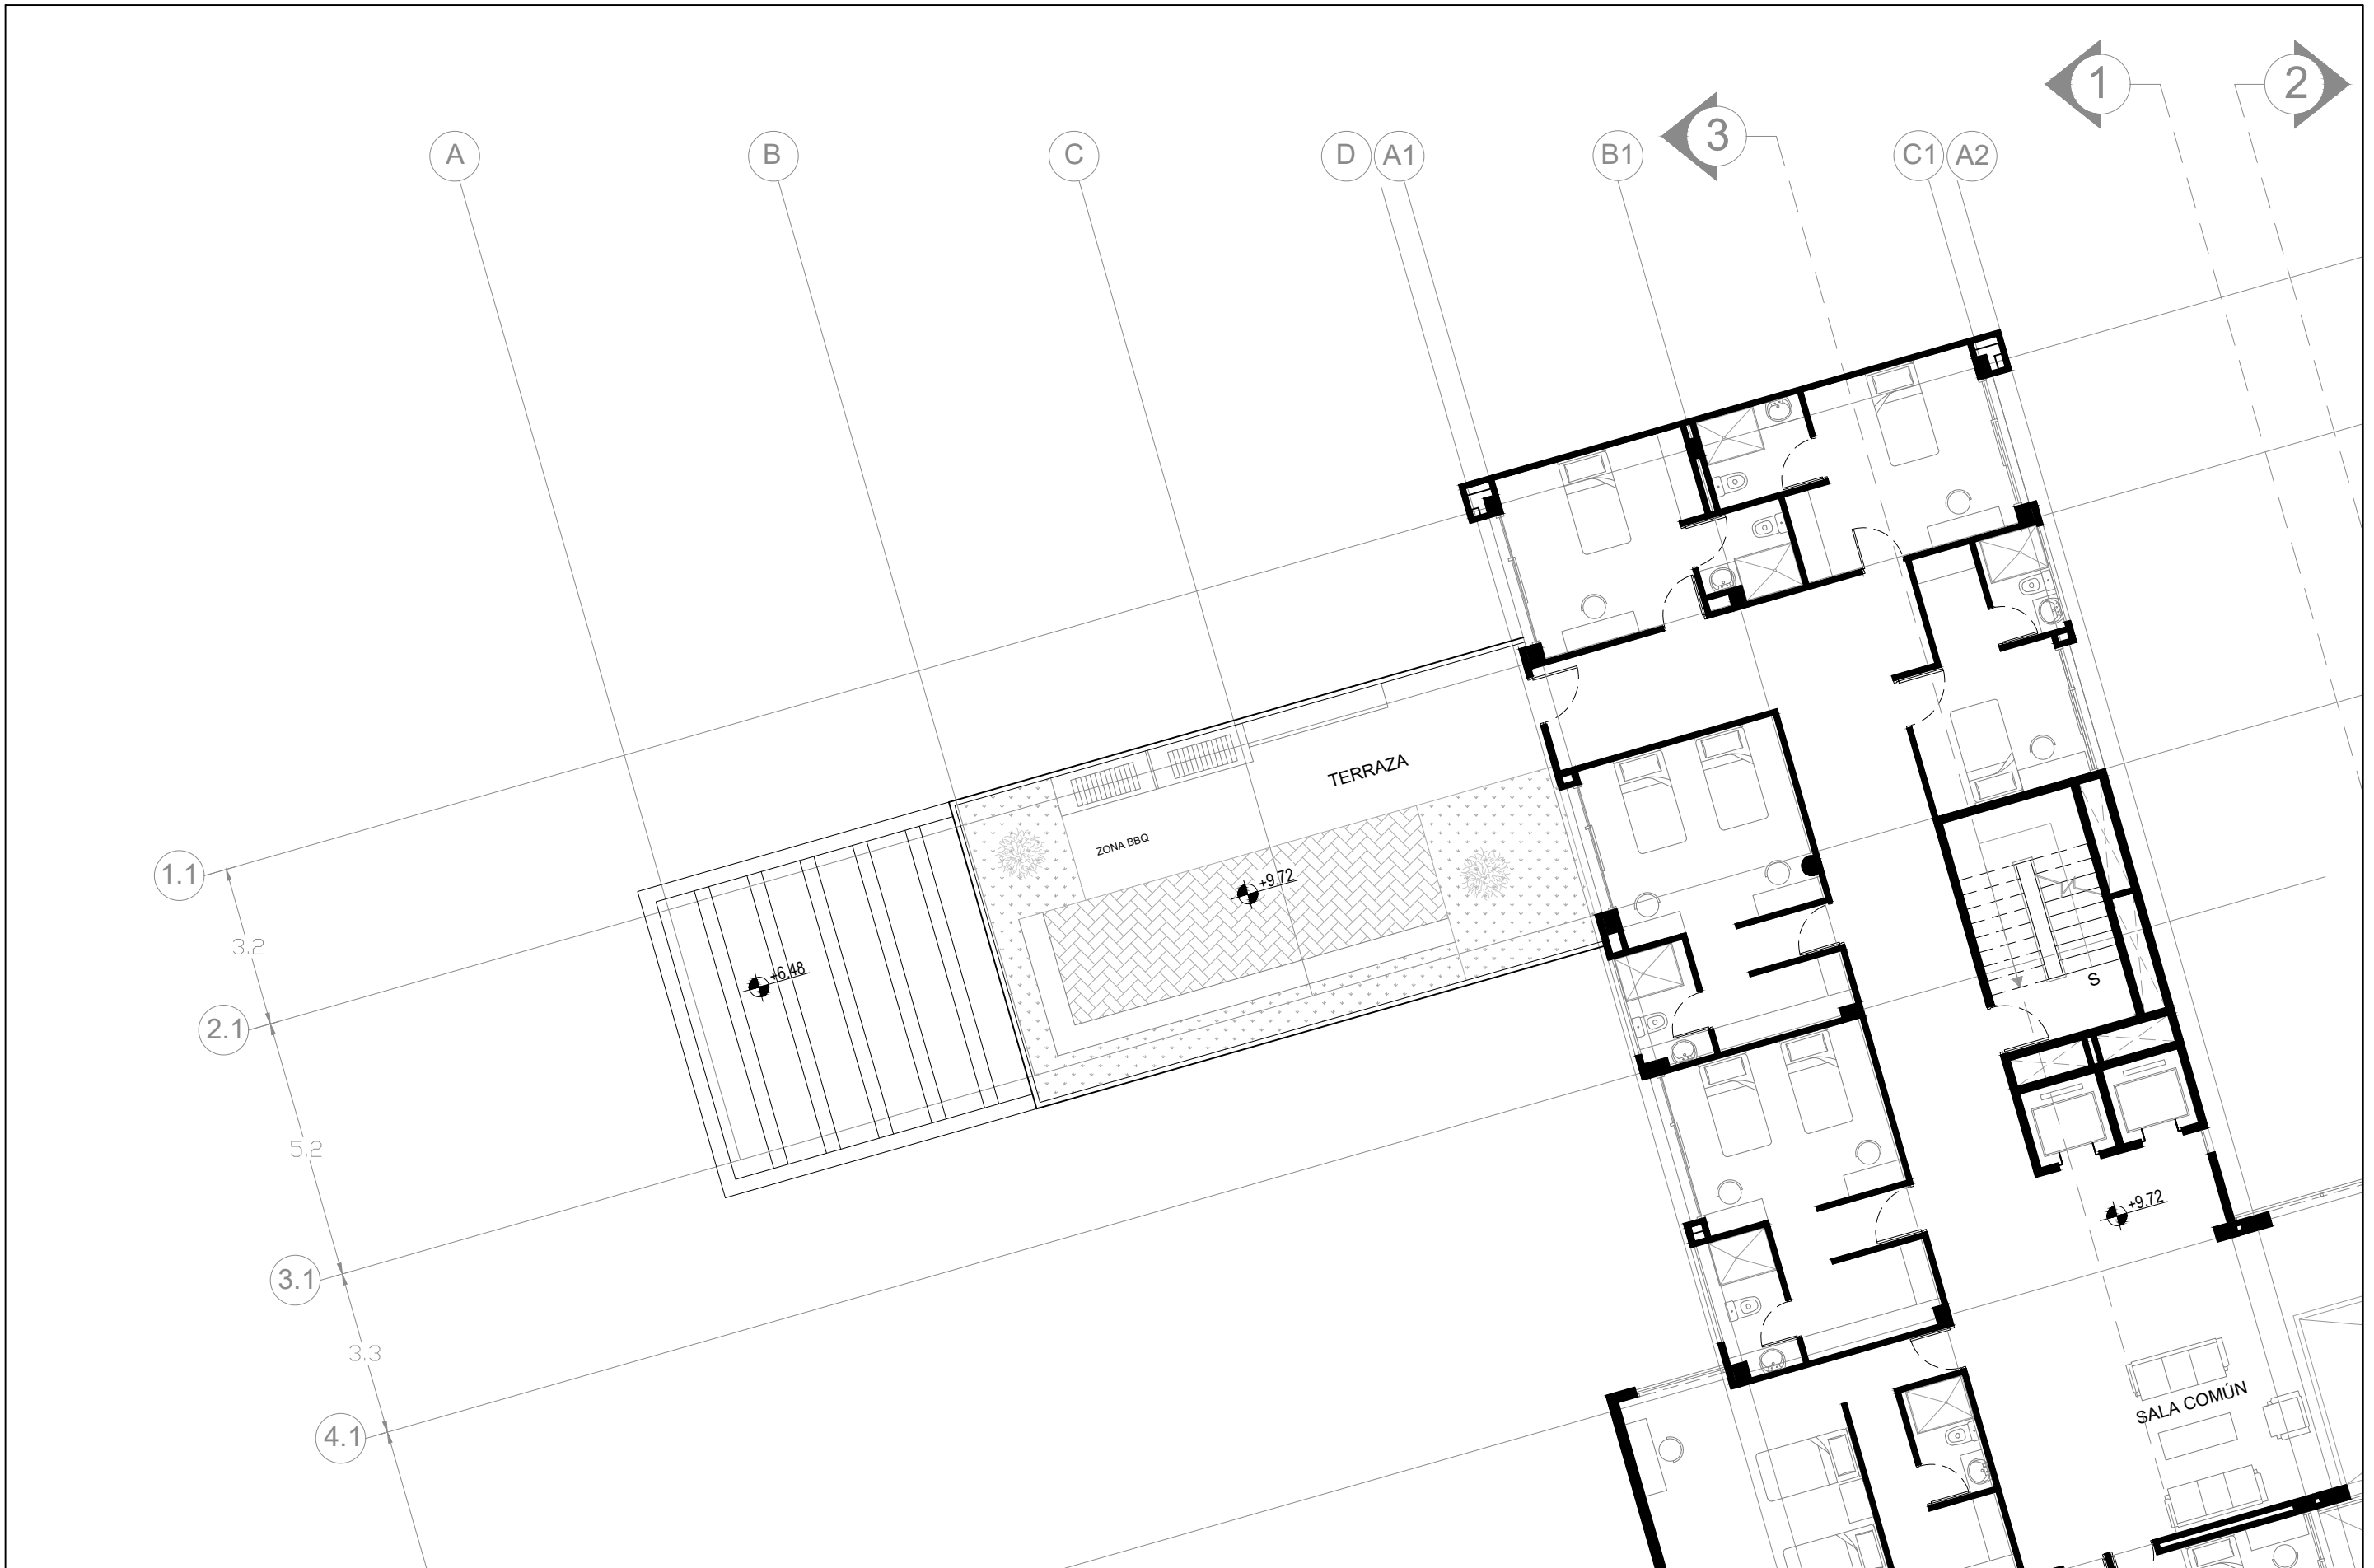 1
2
3
A
B
C
D
A1
B1
C1
A2
TERRAZA
ZONA BBQ
+9.72
1.1
3.2
+6.48
S
2.1
5.2
+9.72
3.1
3.3
SALA COMÚN
4.1